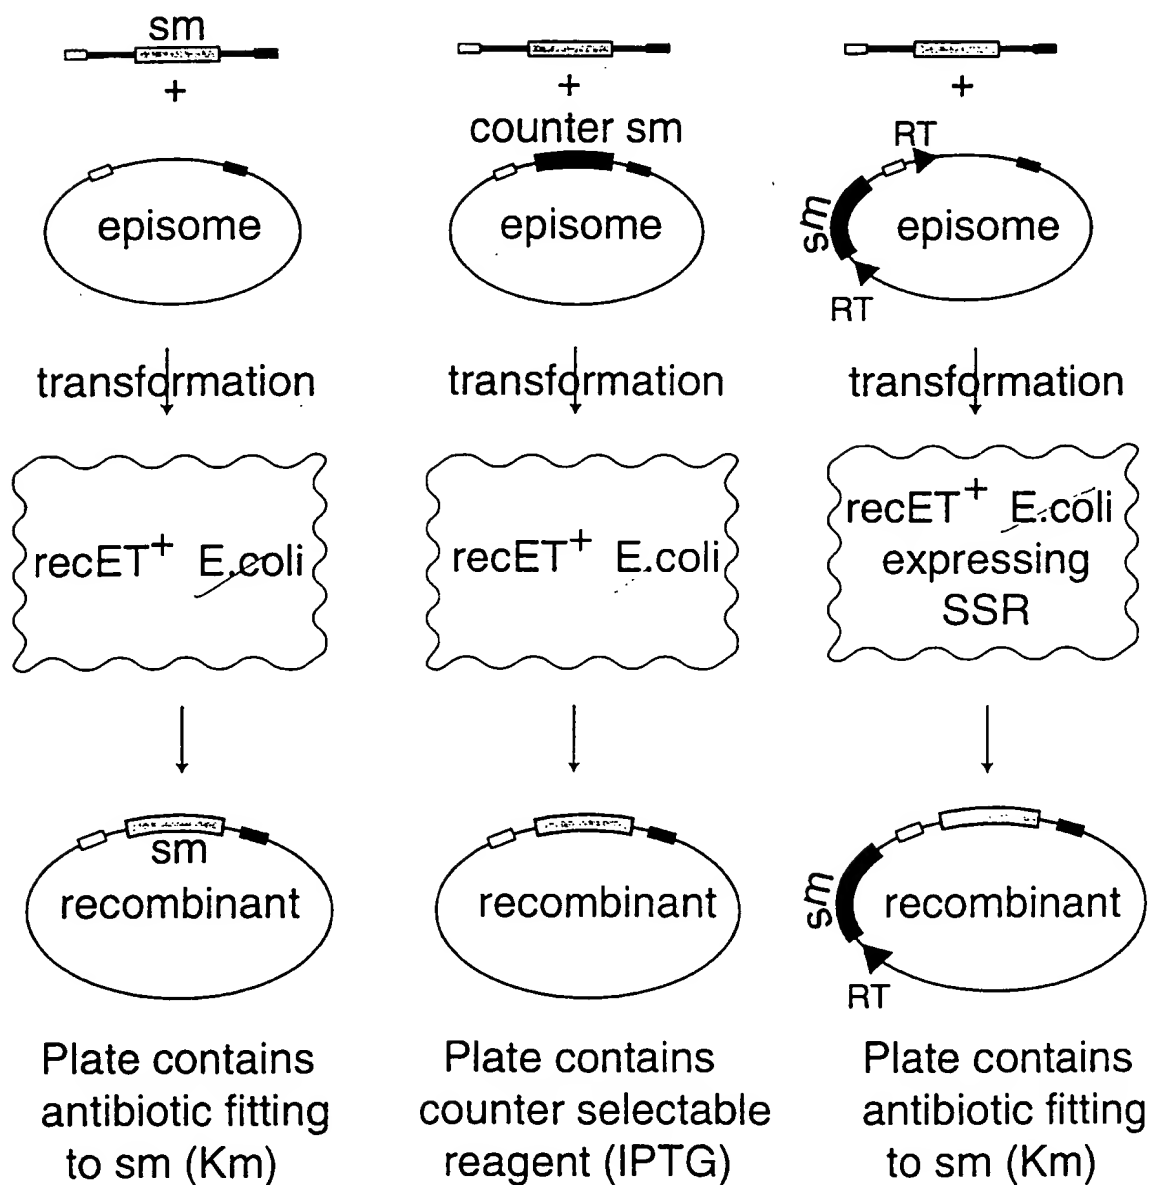 sm
+
episome
transformation
recET+ E.coli
sm
recombinant
Plate contains
antibiotic fitting
to sm (Km)
+
counter sm
episome
transformation
recET+ E.coli
recombinant
Plate contains
counter selectable
reagent (IPTG)
+
RT
sm
episome
RT
transformation
recET+ E.coli
expressing
SSR
sm
recombinant
RT
Plate contains
antibiotic fitting
to sm (Km)